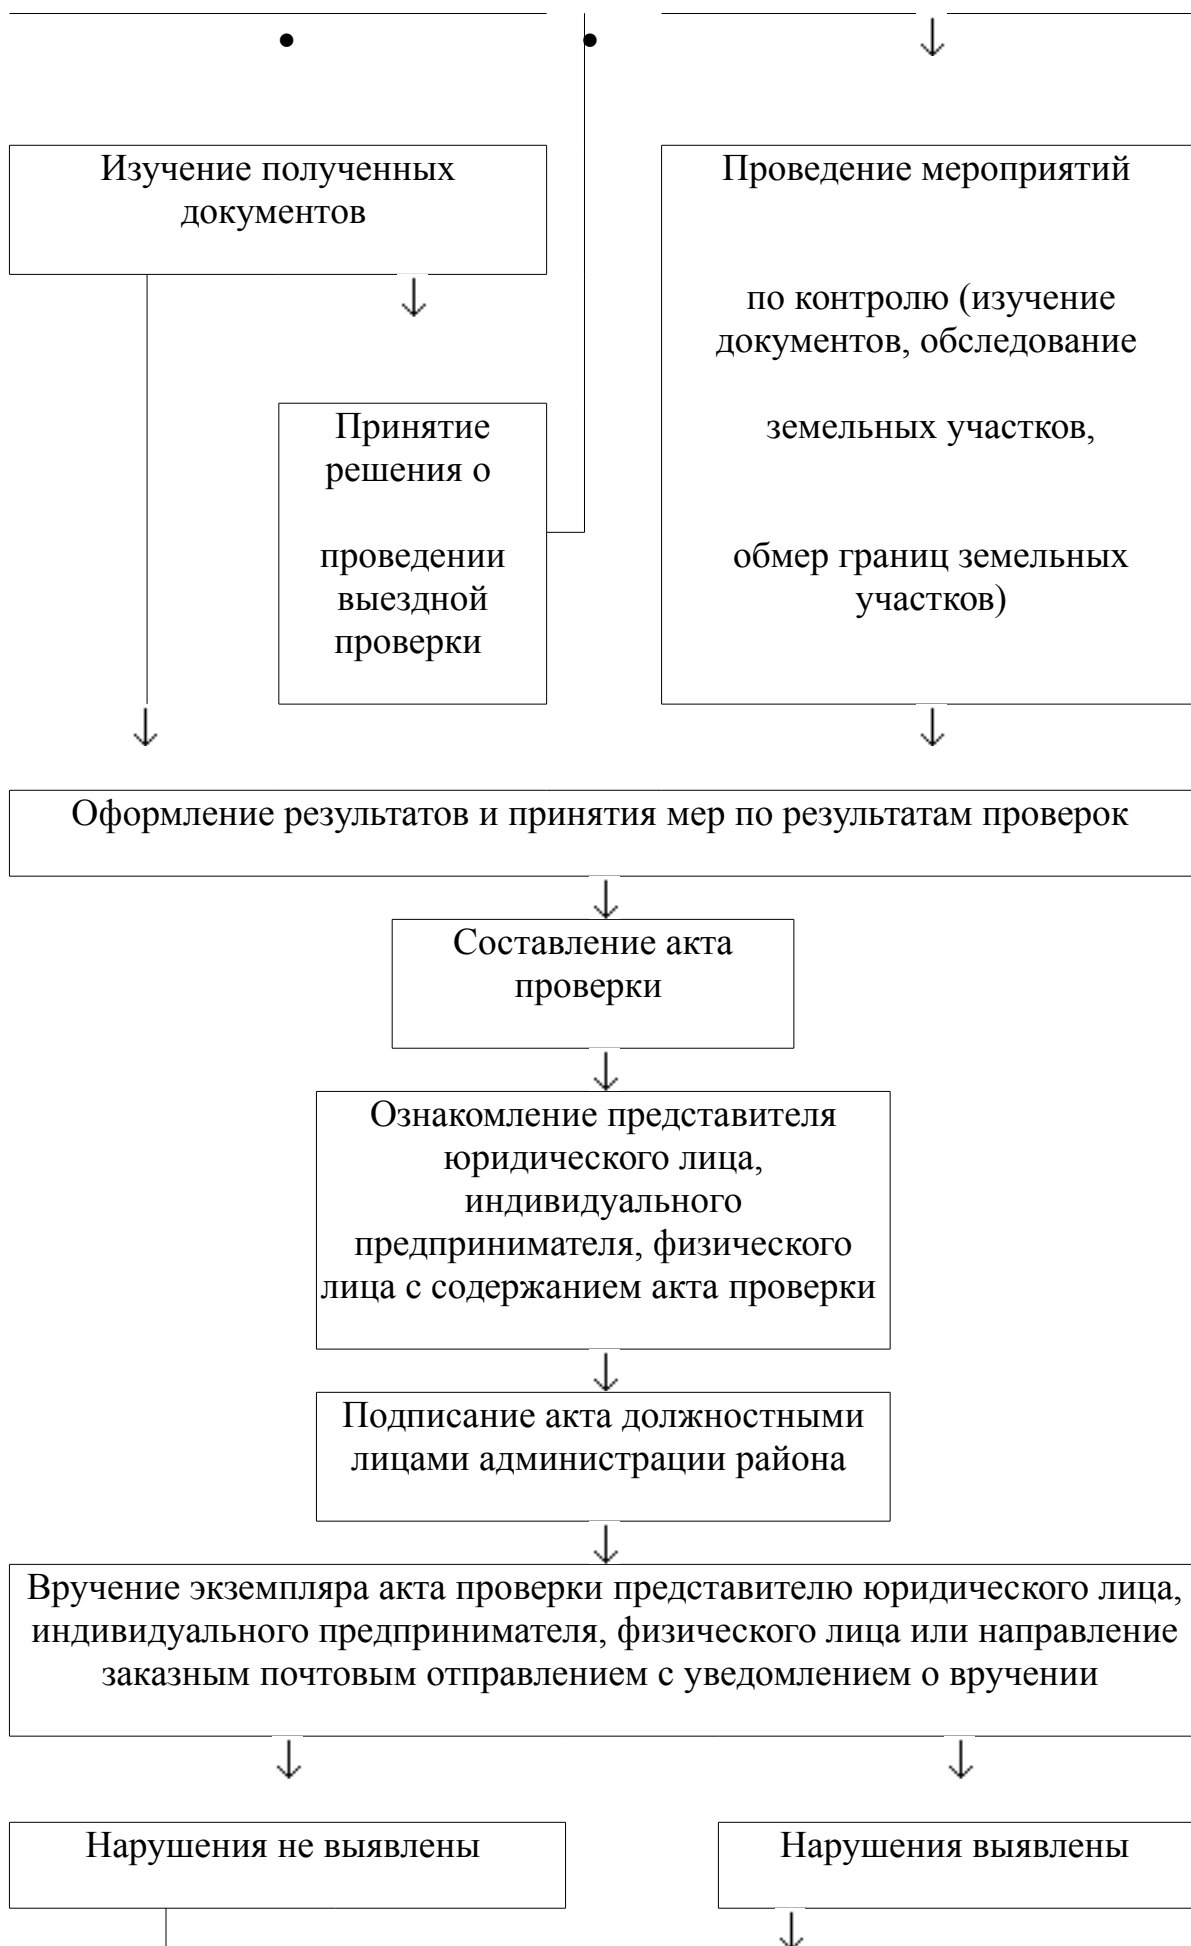 Изучение полученных
документов
Проведение мероприятий
по контролю (изучение
документов, обследование
земельных участков,
обмер границ земельных
участков)
Принятие
решения о
проведении
выездной
проверки
Оформление результатов и принятия мер по результатам проверок
Составление акта
проверки
Ознакомление представителя
юридического лица,
индивидуального
предпринимателя, физического
лица с содержанием акта проверки
Подписание акта должностными
лицами администрации района
Вручение экземпляра акта проверки представителю юридического лица,
индивидуального предпринимателя, физического лица или направление
заказным почтовым отправлением с уведомлением о вручении
Нарушения не выявлены
Нарушения выявлены